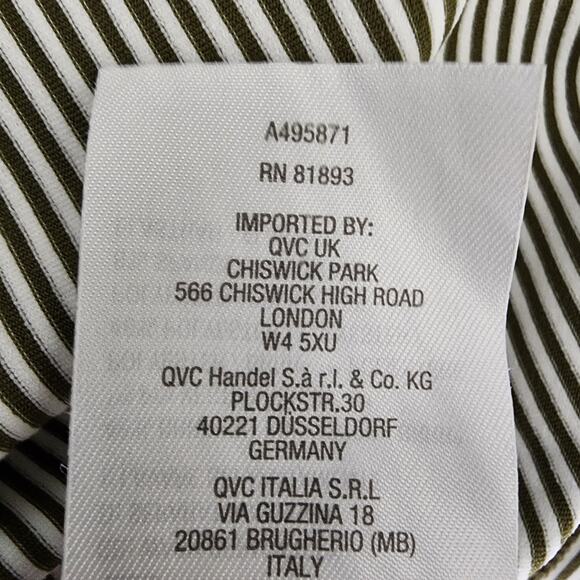 A495871
RN 81893
IMPORTED BY:
QVC UK
CHISWICK PARK
566 CHISWICK HIGH ROAD
LONDON
W4 5XU
QVC Handel S.à r.l. & Co. KG
PLOCKSTR.30
40221 DÜSSELDORF
GERMANY
QVC ITALIA S.R.L
VIA GUZZINA 18
20861 BRUGHERIO (MB)
ITALY